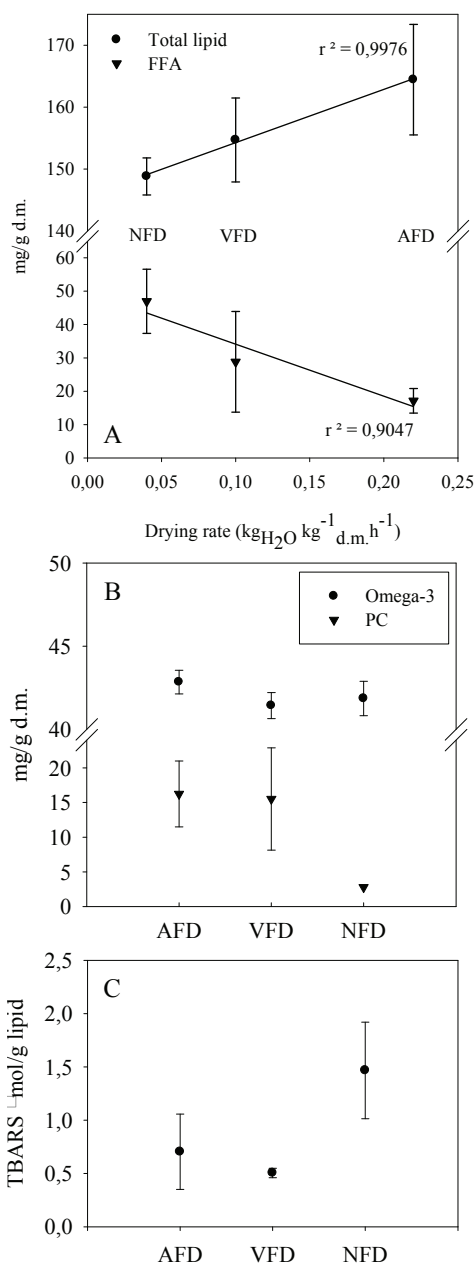 170
Total lipid
r ² = 0,9976
FFA
160
150
140
NFD
VFD
AFD
mg/g d.m.
60
50
40
30
20
10
A
r ² = 0,9047
0
0,00 0,05 0,10 0,15 0,20 0,25
Drying rate (kgH2O kg-1 d.m.h-1)
50
B
Omega-3
PC
45
40
mg/g d.m.
20
15
10
5
0
AFD VFD NFD
2,5
C
2,0
1,5
1,0
0,5
0,0
TBARS mol/g lipid
AFD VFD NFD